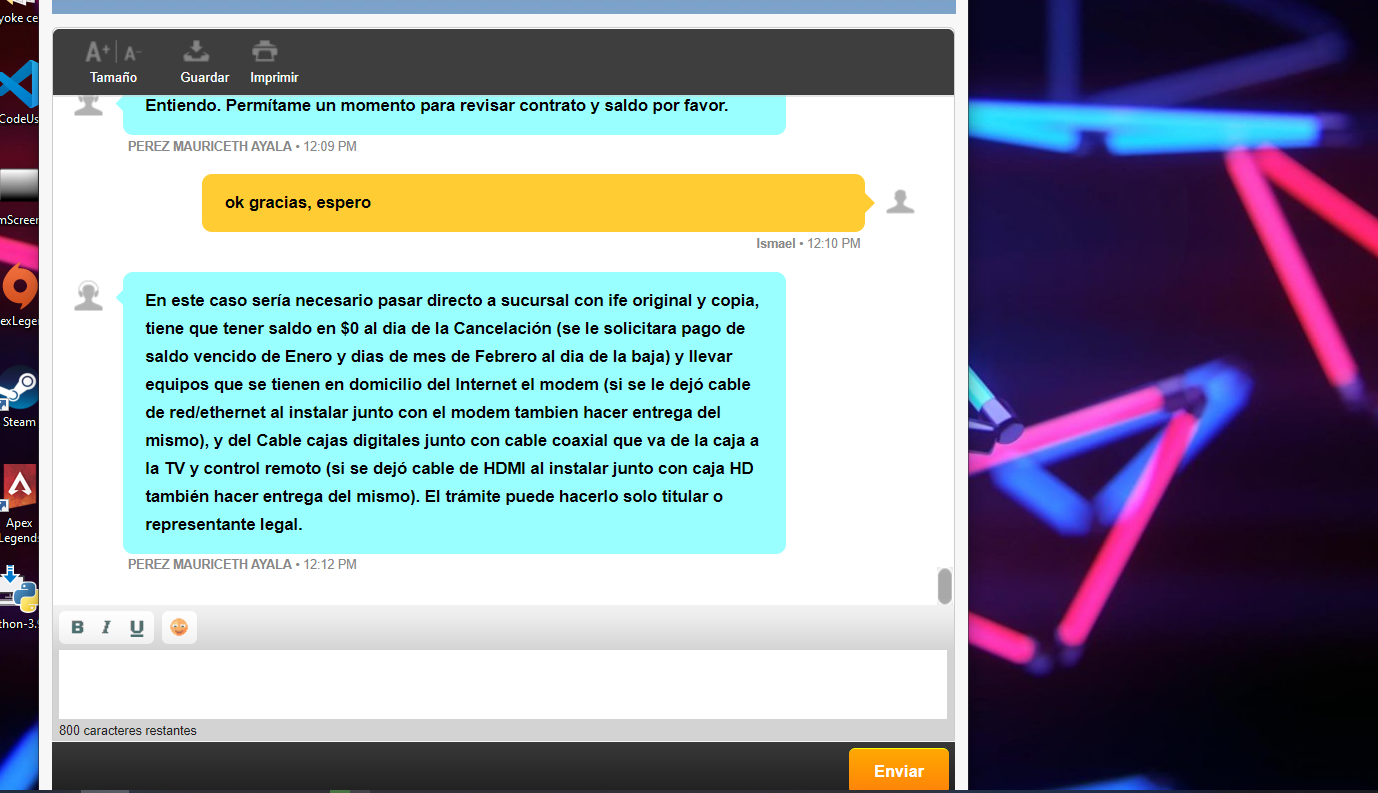 yoke ce
CodeUs
mScreen
exLege
Steam
Apex
Legends
thon-3.9
A+ A-
Tamaño
Guardar
Imprimir
Entiendo. Permítame un momento para revisar contrato y saldo por favor.
PEREZ MAURICETH AYALA • 12:09 PM
ok gracias, espero
Ismael • 12:10 PM
En este caso sería necesario pasar directo a sucursal con ife original y copia,
tiene que tener saldo en $0 al dia de la Cancelación (se le solicitara pago de
saldo vencido de Enero y dias de mes de Febrero al dia de la baja) y llevar
equipos que se tienen en domicilio del Internet el modem (si se le dejó cable
de red/ethernet al instalar junto con el modem tambien hacer entrega del
mismo), y del Cable cajas digitales junto con cable coaxial que va de la caja a
la TV y control remoto (si se dejó cable de HDMI al instalar junto con caja HD
también hacer entrega del mismo). El trámite puede hacerlo solo titular o
representante legal.
PEREZ MAURICETH AYALA • 12:12 PM
B I U
800 caracteres restantes
Enviar